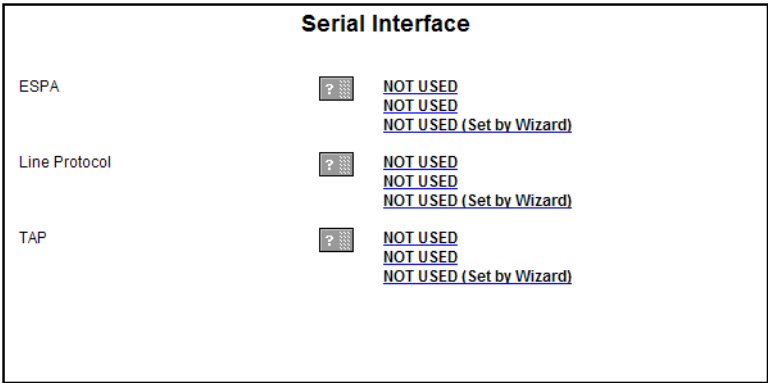 Serial Interface
ESPA ? NOT USED
NOT USED
NOT USED (Set by Wizard)
Line Protocol ? NOT USED
NOT USED
NOT USED (Set by Wizard)
TAP ? NOT USED
NOT USED
NOT USED (Set by Wizard)